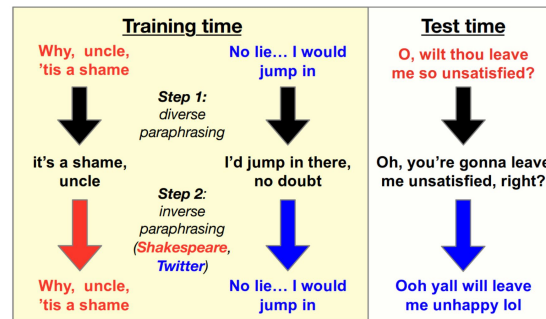 Training time
Why, uncle,
'tis a shame
No lie... I would
jump in
Step 1:
diverse
paraphrasing
it's a shame,
uncle
I'd jump in there,
no doubt
Step 2:
inverse
paraphrasing
(Shakespeare,
Twitter)
Why, uncle,
'tis a shame
No lie... I would
jump in
Test time
O, wilt thou leave
me so unsatisfied?
Oh, you're gonna leave
me unsatisfied, right?
Ooh yall will leave
me unhappy lol